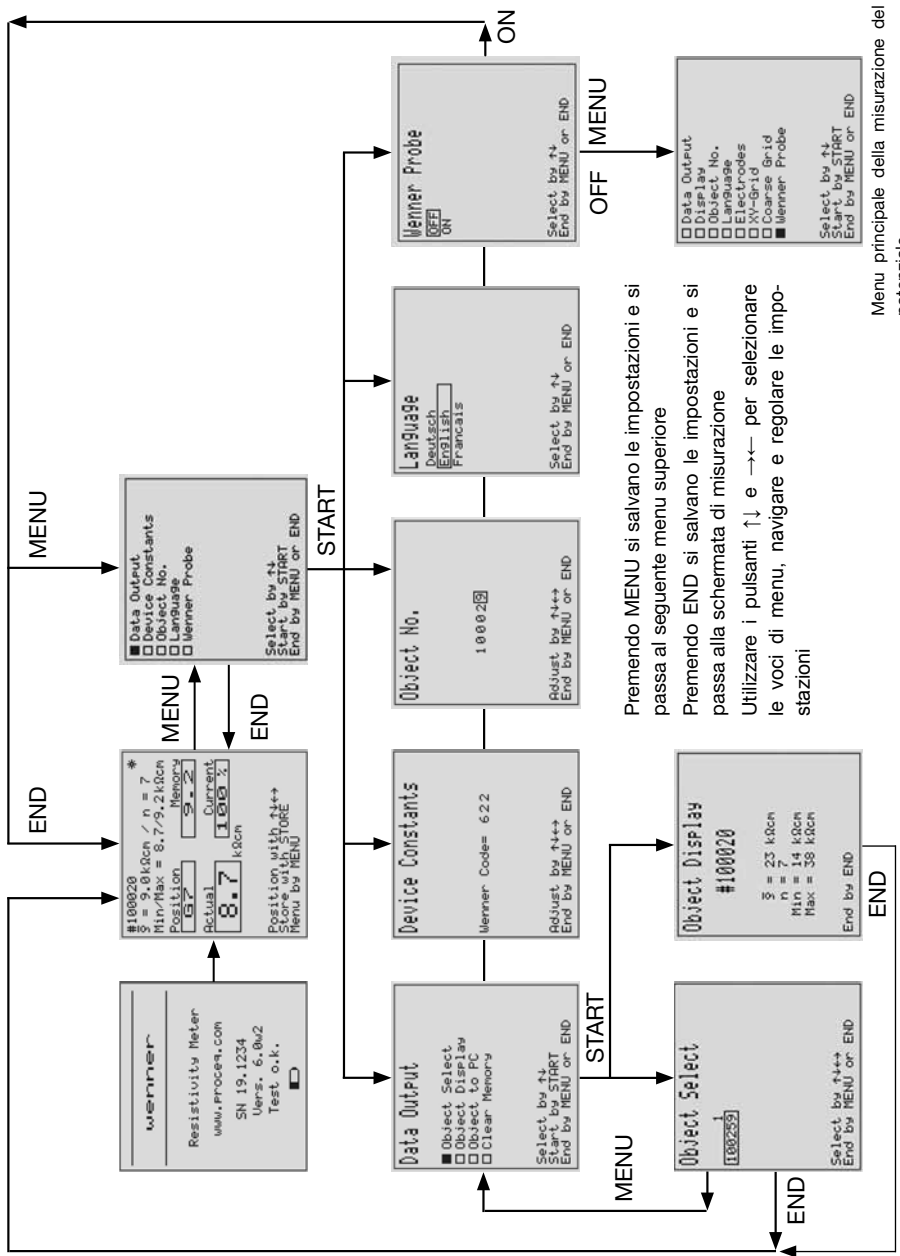 wenner
Resistivity Meter
www.proceq.com
SN 19.1234
Vers. 6.0w2
Test o.k.
END
#100020 *
ρ̄ = 9.0kΩcm / n = 7
Min/Max = 8.7/9.2kΩcm
Position Memory
G7 9.2
Actual Current
8.7 kΩcm 100%
Position with ↑↓←→
Store with STORE
Menu by MENU
MENU
END
MENU
■ Data Output
□ Device Constants
□ Object No.
□ Language
□ Wenner Probe
Select by ↑↓
Start by START
End by MENU or END
START
ON
Data Output
■ Object Select
□ Object Display
□ Object to PC
□ Clear Memory
Select by ↑↓
Start by START
End by MENU or END
Device Constants
Wenner Code= 622
Adjust by ↑↓←→
End by MENU or END
Object No.
100029
Adjust by ↑↓←→
End by MENU or END
Language
Deutsch
English
Francais
Select by ↑↓
End by MENU or END
Wenner Probe
OFF
ON
Select by ↑↓
End by MENU or END
MENU
START
OFF MENU
Object Select
1
100259
Select by ↑↓←→
End by MENU or END
END
Object Display
#100020
ρ̄ = 23 kΩcm
n = 7
Min = 14 kΩcm
Max = 38 kΩcm
End by END
END
Premendo MENU si salvano le impostazioni e si
passa al seguente menu superiore
Premendo END si salvano le impostazioni e si
passa alla schermata di misurazione
Utilizzare i pulsanti ↑↓ e →← per selezionare
le voci di menu, navigare e regolare le impo-
stazioni
□ Data Output
□ Display
□ Object No.
□ Language
□ Electrodes
□ XY-Grid
□ Coarse Grid
■ Wenner Probe
Select by ↑↓
Start by START
End by MENU or END
Menu principale della misurazione del